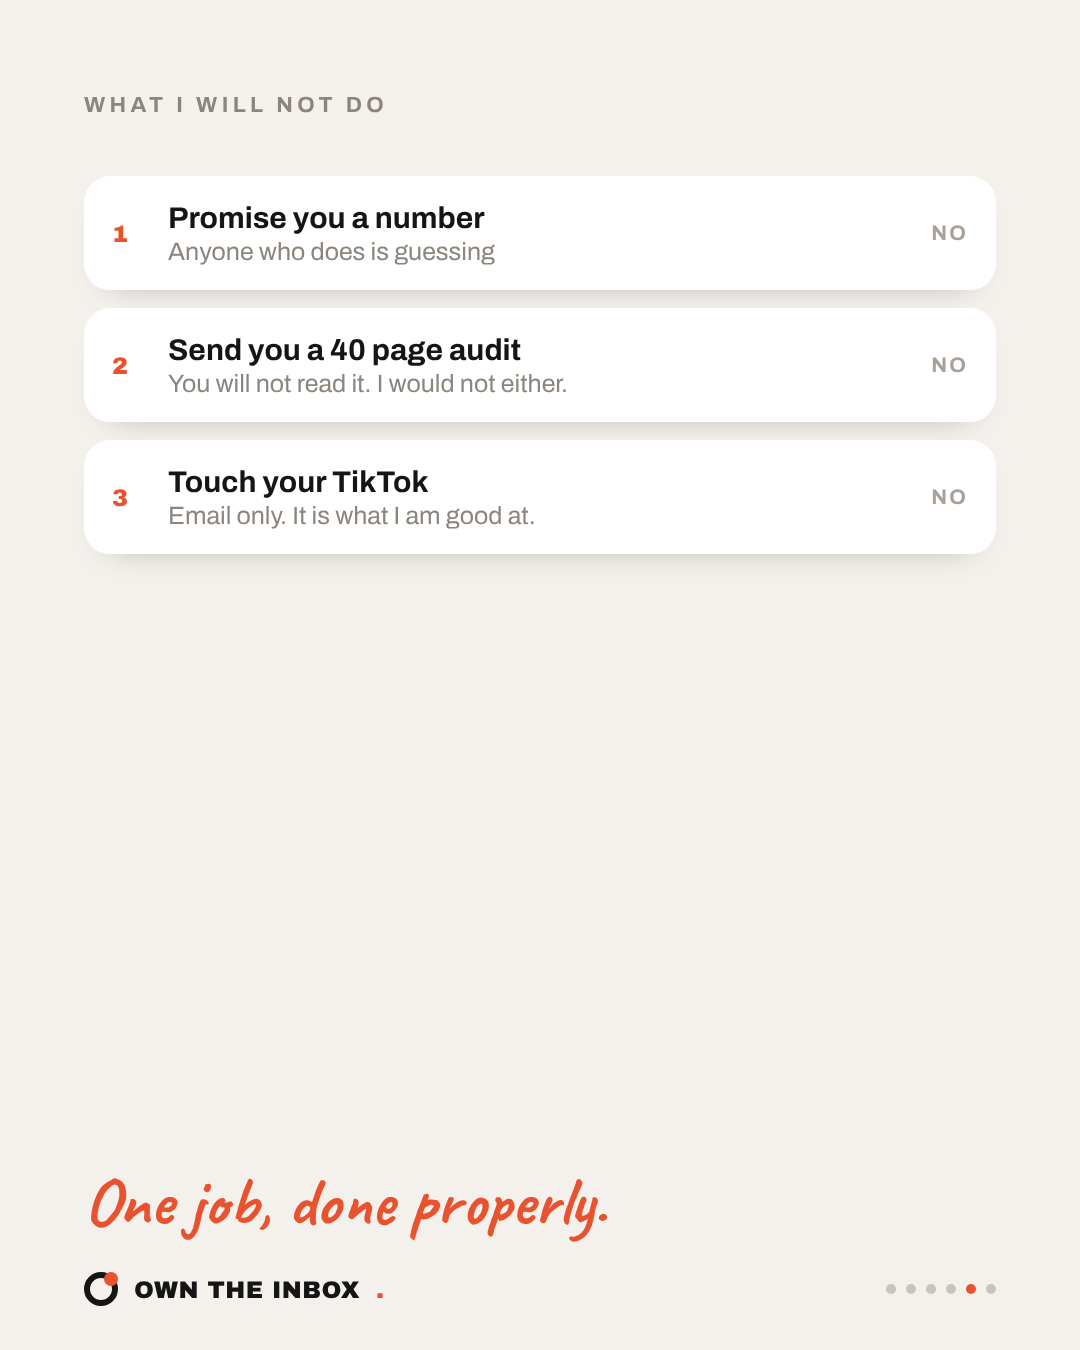 WHAT I WILL NOT DO
1
Promise you a number
Anyone who does is guessing
NO
2
Send you a 40 page audit
You will not read it. I would not either.
NO
3
Touch your TikTok
Email only. It is what I am good at.
NO
One job, done properly.
OWN THE INBOX .